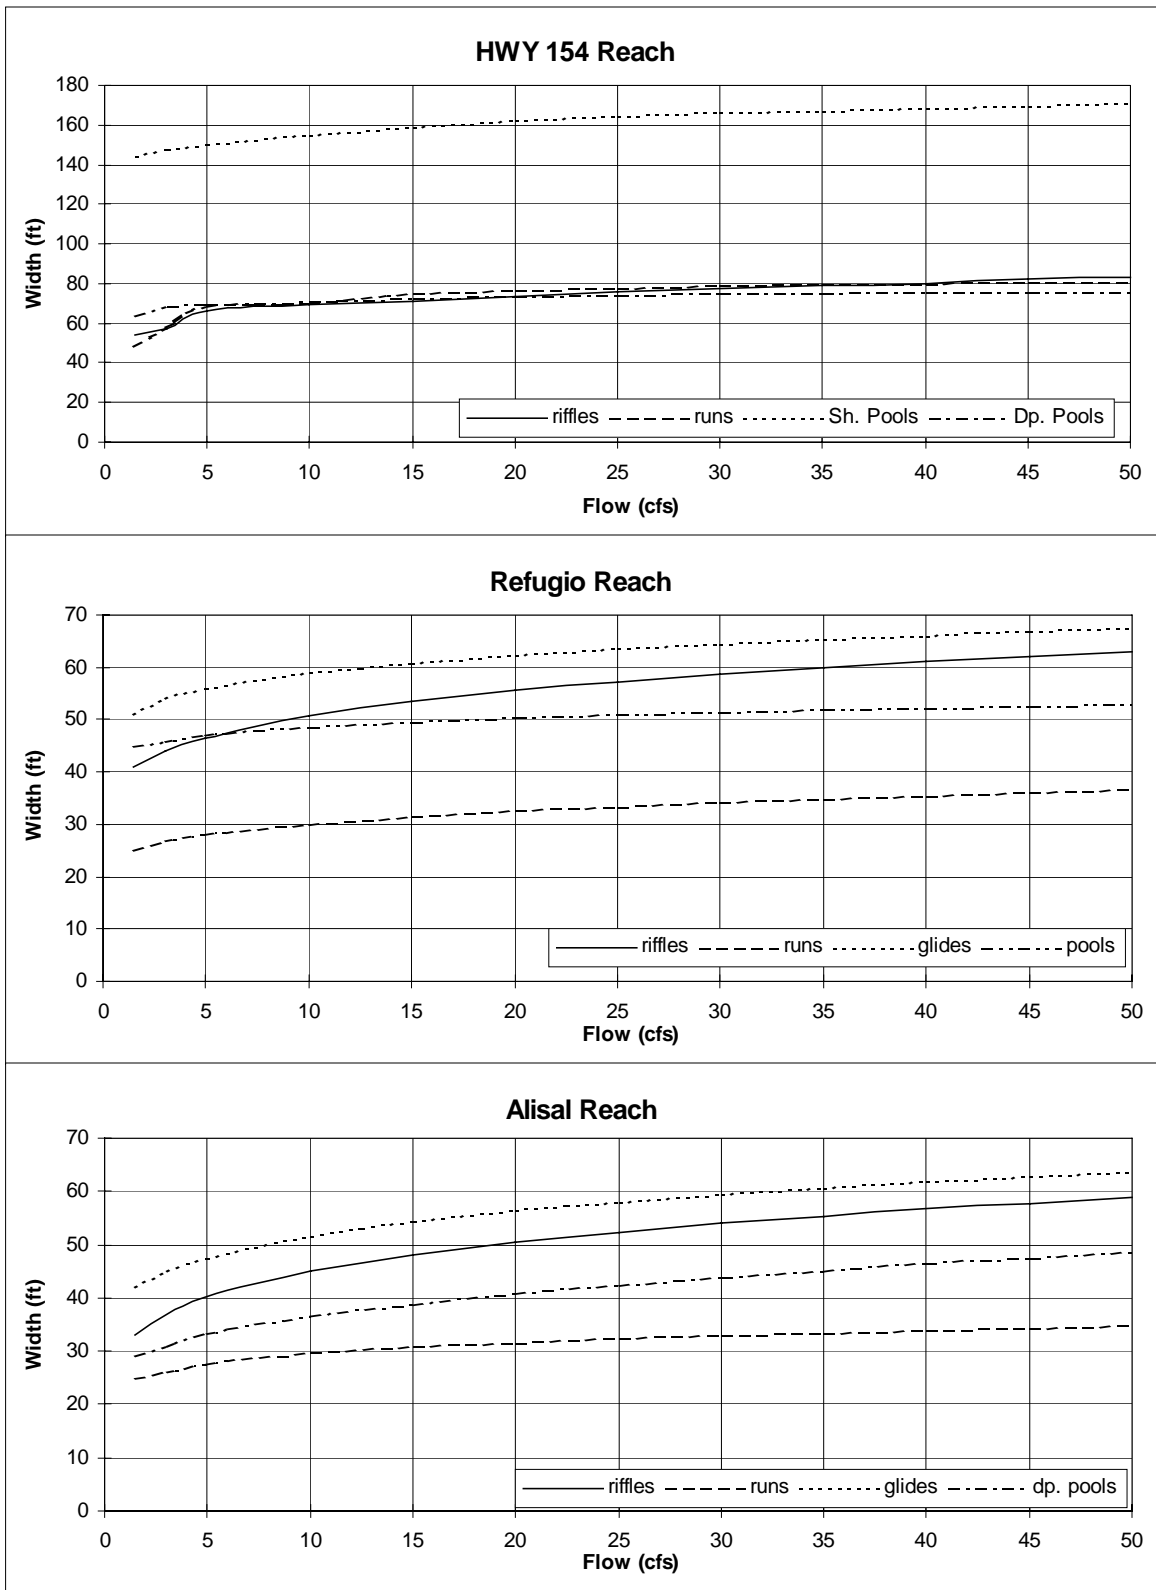 HWY 154 Reach
180
160
140
120
100
80
60
40
20
0
Width (ft)
riffles runs Sh. Pools Dp. Pools
0 5 10 15 20 25 30 35 40 45 50
Flow (cfs)
Refugio Reach
70
60
50
40
30
20
10
0
Width (ft)
riffles runs glides pools
0 5 10 15 20 25 30 35 40 45 50
Flow (cfs)
Alisal Reach
70
60
50
40
30
20
10
0
Width (ft)
riffles runs glides dp. pools
0 5 10 15 20 25 30 35 40 45 50
Flow (cfs)